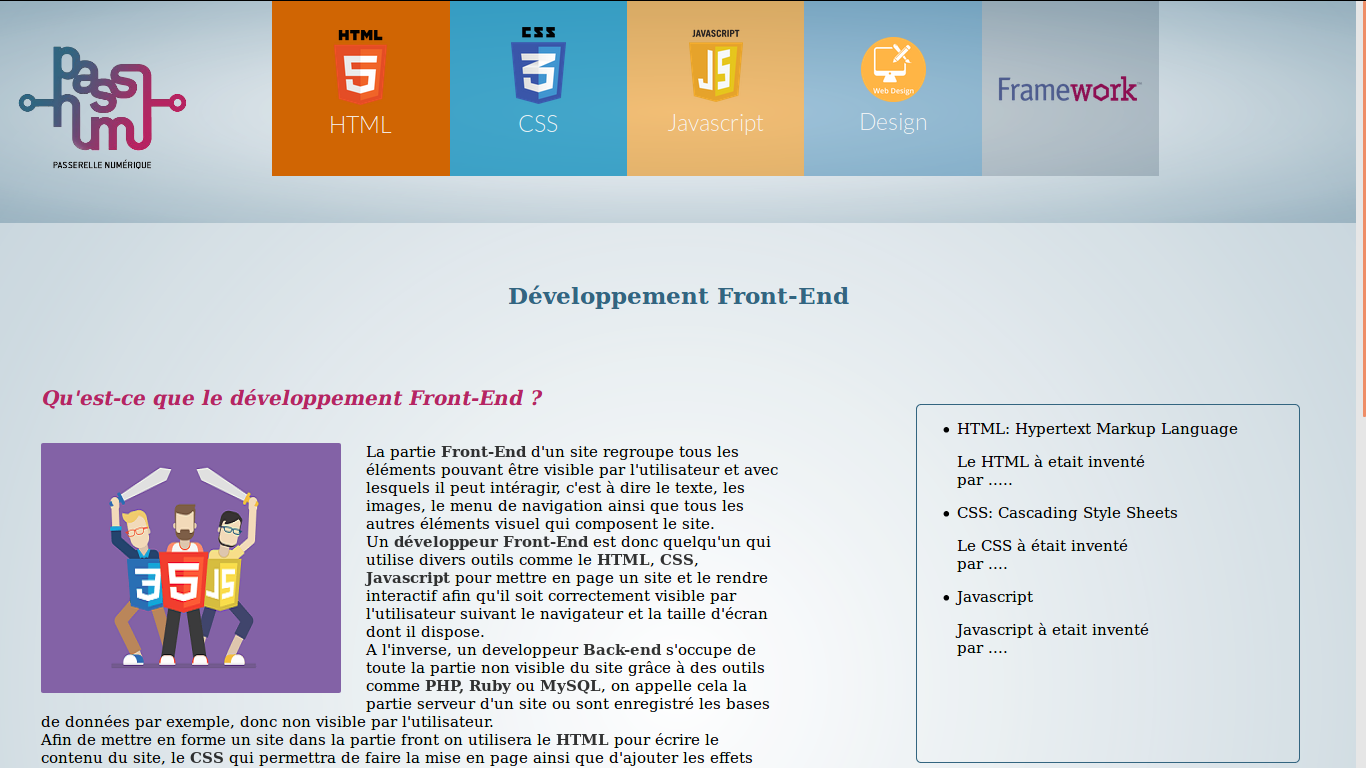 pass
num
PASSERELLE NUMÉRIQUE
HTML
5
HTML
CSS
3
CSS
JAVASCRIPT
JS
Javascript
Web Design
Design
Framework™
Développement Front-End
Qu'est-ce que le développement Front-End ?
3
5
JS
La partie Front-End d'un site regroupe tous les
éléments pouvant être visible par l'utilisateur et avec
lesquels il peut intéragir, c'est à dire le texte, les
images, le menu de navigation ainsi que tous les
autres éléments visuel qui composent le site.
Un développeur Front-End est donc quelqu'un qui
utilise divers outils comme le HTML, CSS,
Javascript pour mettre en page un site et le rendre
interactif afin qu'il soit correctement visible par
l'utilisateur suivant le navigateur et la taille d'écran
dont il dispose.
A l'inverse, un developpeur Back-end s'occupe de
toute la partie non visible du site grâce à des outils
comme PHP, Ruby ou MySQL, on appelle cela la
partie serveur d'un site ou sont enregistré les bases
de données par exemple, donc non visible par l'utilisateur.
Afin de mettre en forme un site dans la partie front on utilisera le HTML pour écrire le
contenu du site, le CSS qui permettra de faire la mise en page ainsi que d'ajouter les effets
• HTML: Hypertext Markup Language
Le HTML à etait inventé
par .....
• CSS: Cascading Style Sheets
Le CSS à était inventé
par ....
• Javascript
Javascript à etait inventé
par ....